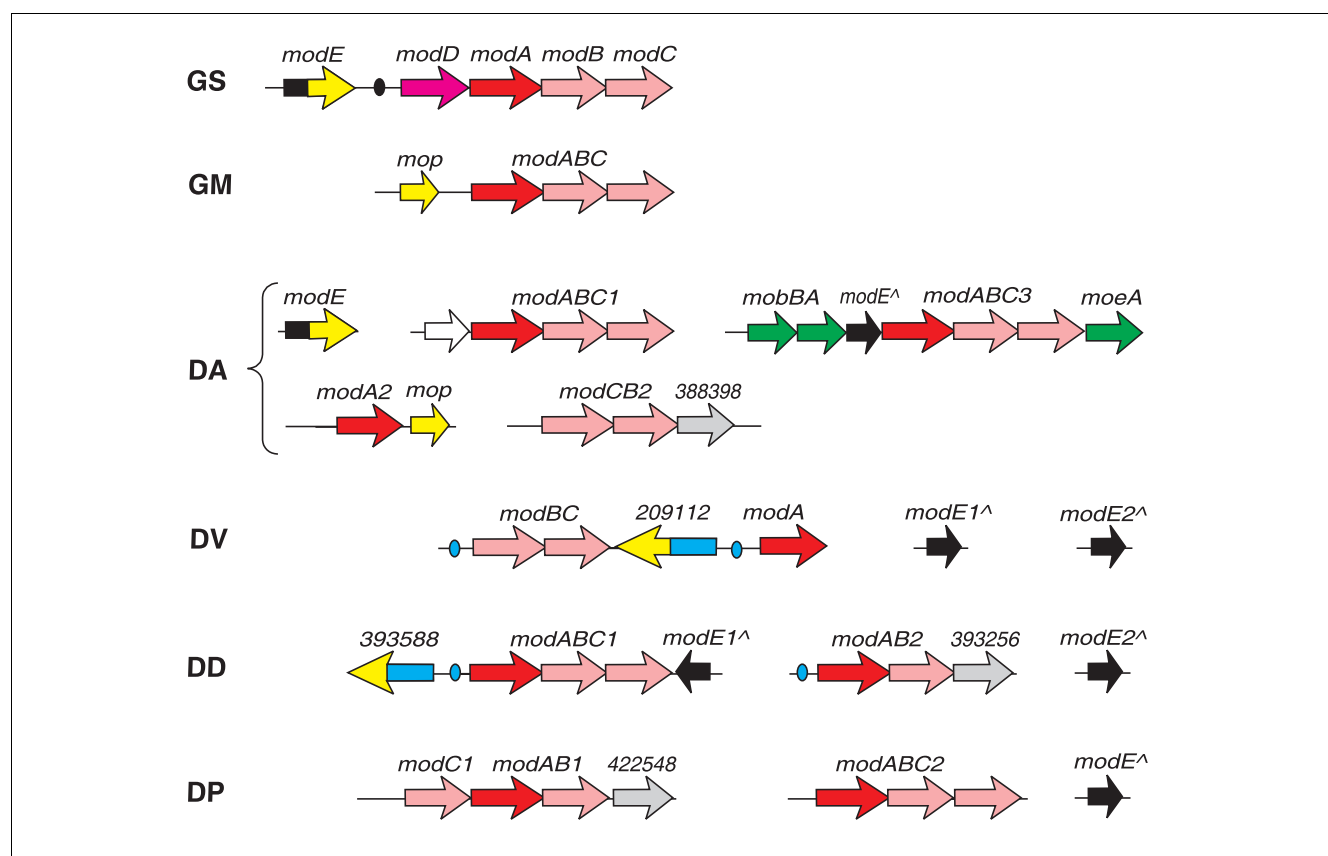 modE modD modA modB modC
GS
mop modABC
GM
modE modABC1 mobBA modE^ modABC3 moeA
DA
modA2 mop modCB2 388398
modBC 209112 modA modE1^ modE2^
DV
393588 modABC1 modE1^ modAB2 393256 modE2^
DD
modC1 modAB1 422548 modABC2 modE^
DP